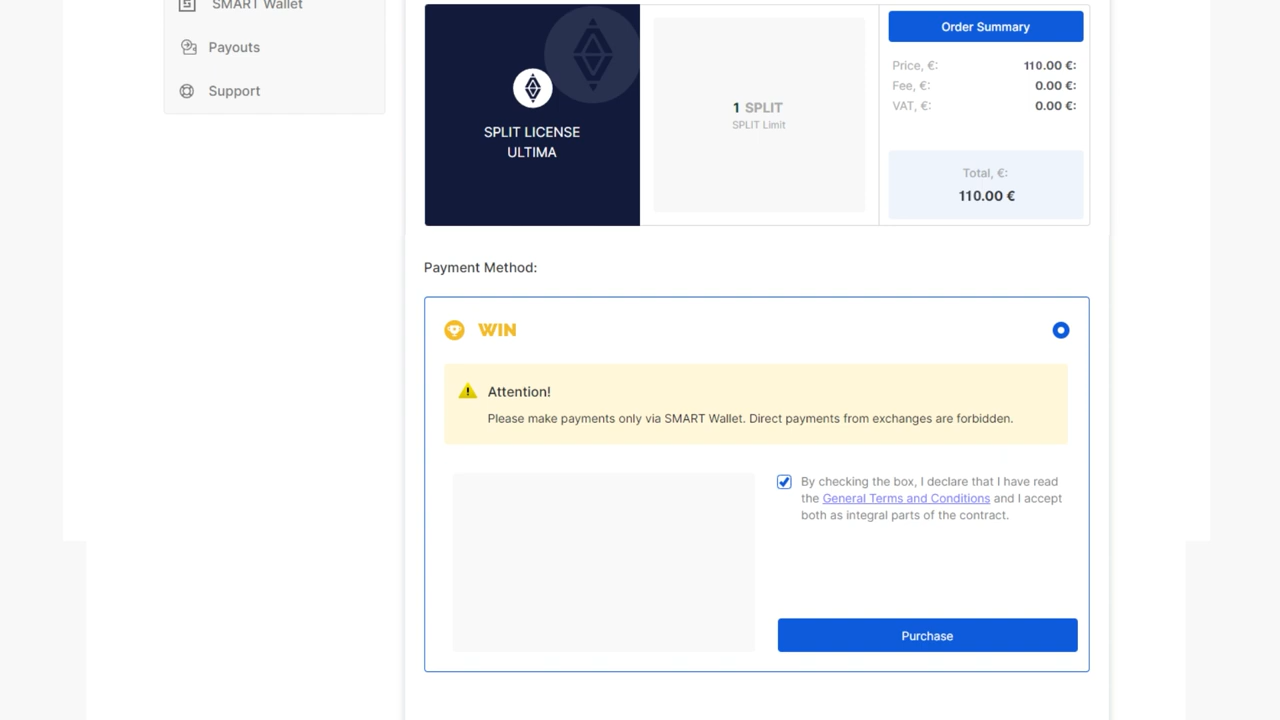 SMART Wallet
Payouts
Support
SPLIT LICENSE
ULTIMA
1 SPLIT
SPLIT Limit
Order Summary
Price, €: 110.00 €:
Fee, €: 0.00 €:
VAT, €: 0.00 €:
Total, €:
110.00 €
Payment Method:
WIN
Attention!
Please make payments only via SMART Wallet. Direct payments from exchanges are forbidden.
By checking the box, I declare that I have read
the General Terms and Conditions and I accept
both as integral parts of the contract.
Purchase